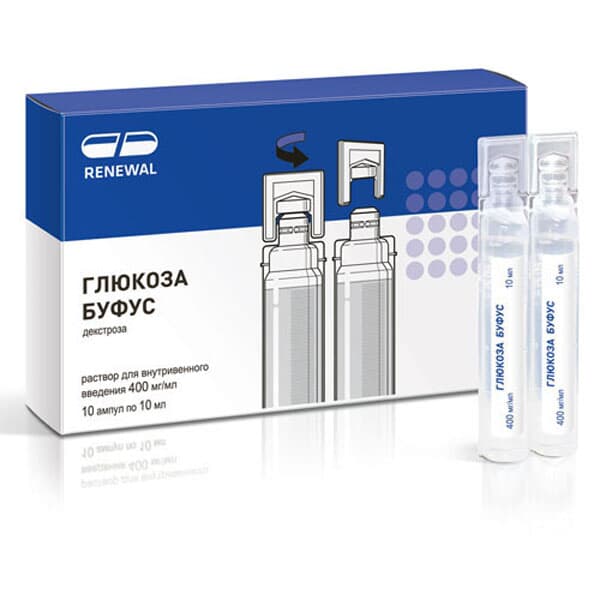 RENEWAL
ГЛЮКОЗА
БУФУС
декстроза
раствор для внутривенного
введения 400 мг/мл
10 ампул по 10 мл
400 мг/мл ГЛЮКОЗА БУФУС 10 мл
400 мг/мл ГЛЮКОЗА БУФУС 10 мл